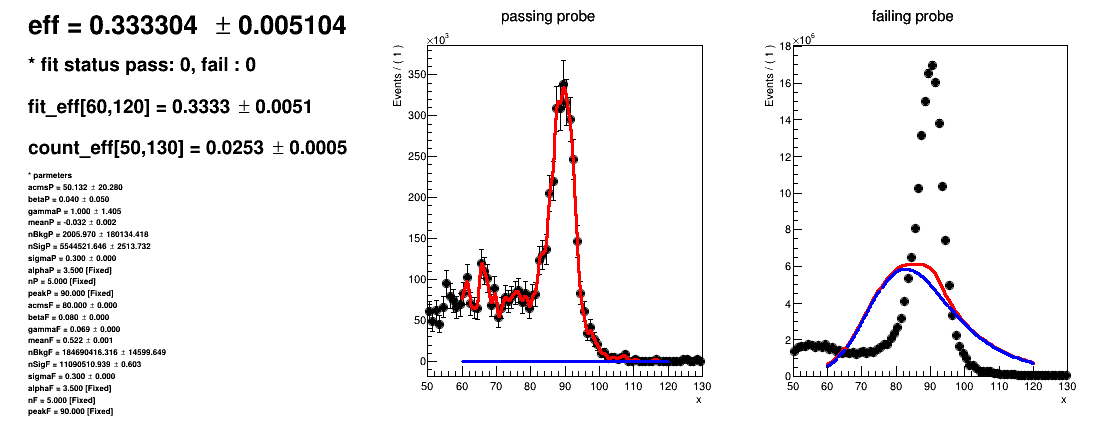 eff = 0.333304 ± 0.005104
* fit status pass: 0, fail : 0
fit_eff[60,120] = 0.3333 ± 0.0051
count_eff[50,130] = 0.0253 ± 0.0005
* parmeters
acmsP = 50.132 ± 20.280
betaP = 0.040 ± 0.050
gammaP = 1.000 ± 1.405
meanP = -0.032 ± 0.002
nBkgP = 2005.970 ± 180134.418
nSigP = 5544521.646 ± 2513.732
sigmaP = 0.300 ± 0.000
alphaP = 3.500 [Fixed]
nP = 5.000 [Fixed]
peakP = 90.000 [Fixed]
acmsF = 80.000 ± 0.000
betaF = 0.080 ± 0.000
gammaF = 0.069 ± 0.000
meanF = 0.522 ± 0.001
nBkgF = 184690416.316 ± 14599.649
nSigF = 11090510.939 ± 0.603
sigmaF = 0.300 ± 0.000
alphaF = 3.500 [Fixed]
nF = 5.000 [Fixed]
peakF = 90.000 [Fixed]
passing probe
×10³
Events / ( 1 )
350
300
250
200
150
100
50
0
50 60 70 80 90 100 110 120 130
x
failing probe
×10⁶
Events / ( 1 )
18
16
14
12
10
8
6
4
2
0
50 60 70 80 90 100 110 120 130
x